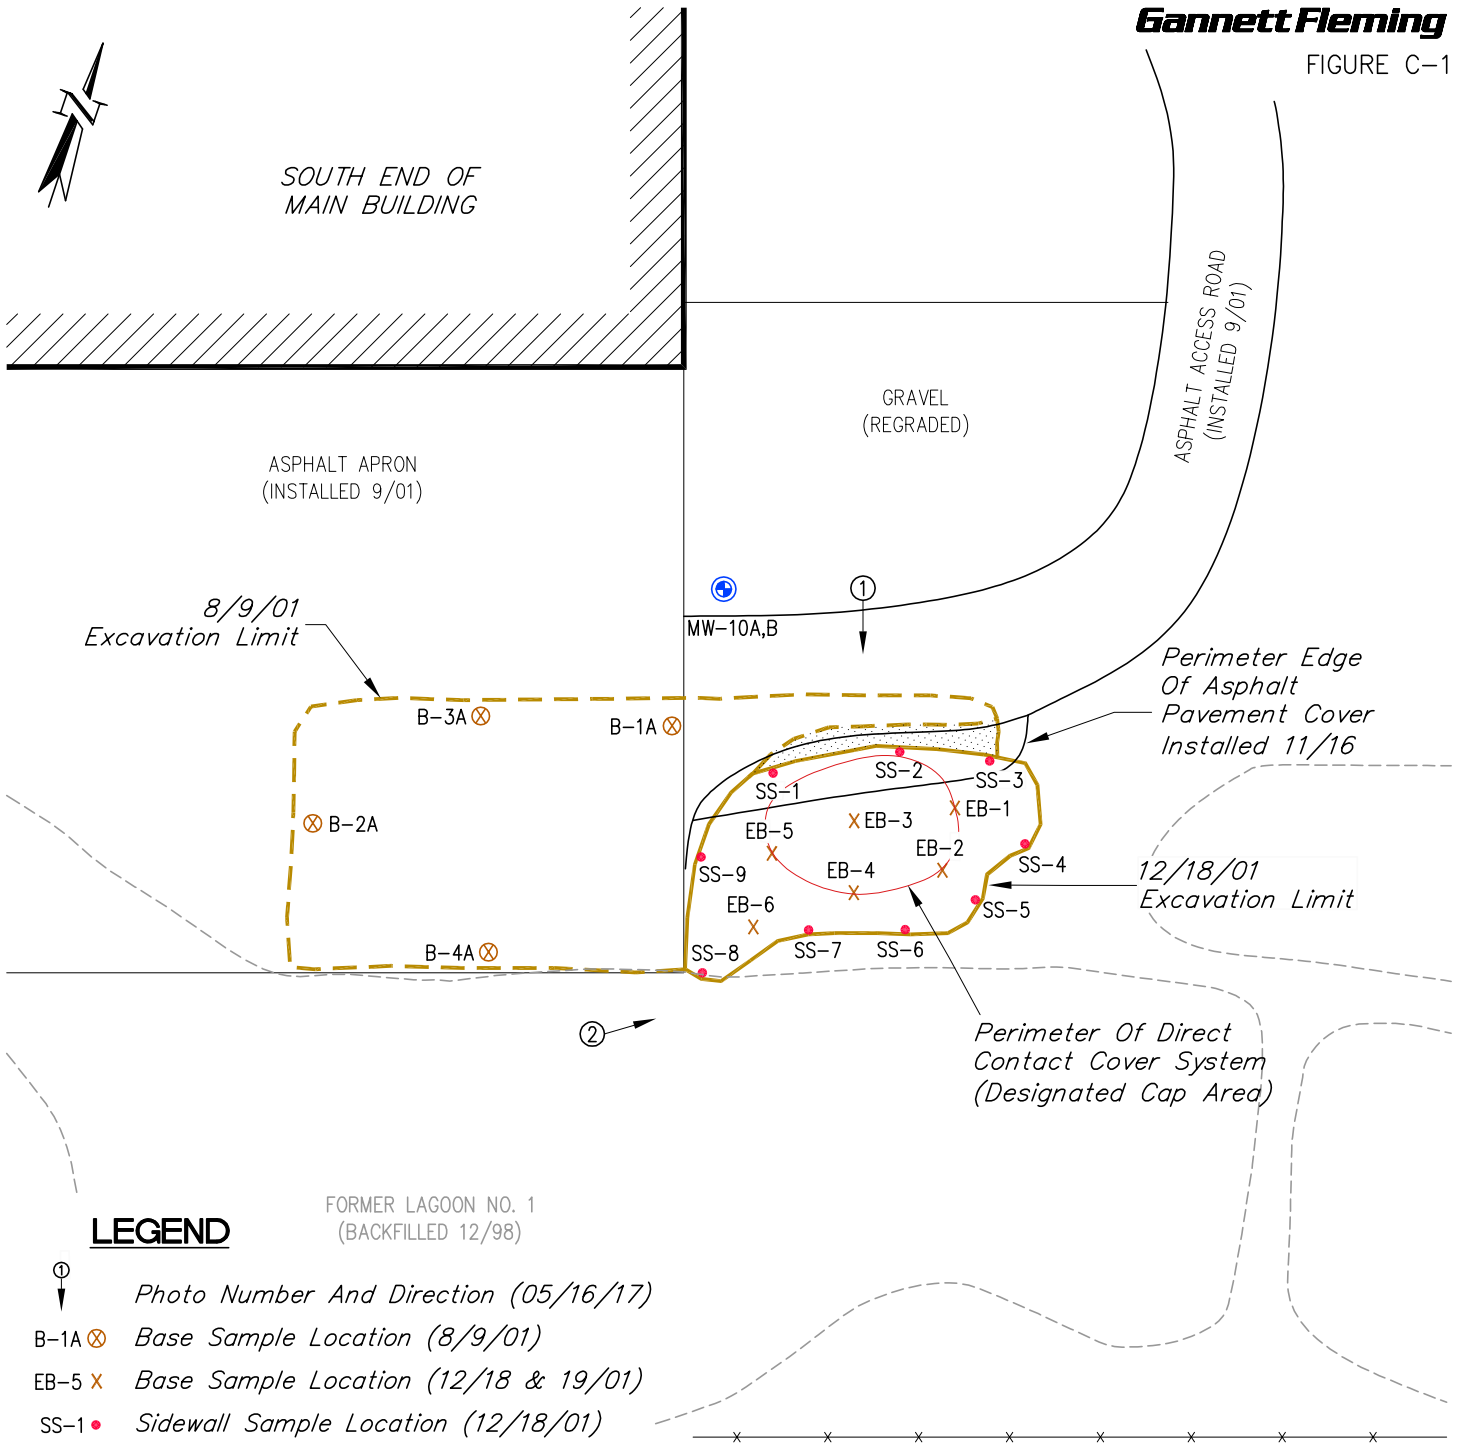 Gannett Fleming
FIGURE C-1
N
SOUTH END OF
MAIN BUILDING
ASPHALT ACCESS ROAD
(INSTALLED 9/01)
GRAVEL
(REGRADED)
ASPHALT APRON
(INSTALLED 9/01)
8/9/01
Excavation Limit
1
MW-10A,B
Perimeter Edge
Of Asphalt
Pavement Cover
Installed 11/16
B-3A
B-1A
SS-2
SS-3
SS-1
EB-1
B-2A
EB-3
EB-5
EB-2
SS-4
SS-9
EB-4
12/18/01
Excavation Limit
EB-6
SS-5
B-4A
SS-8
SS-7
SS-6
2
Perimeter Of Direct
Contact Cover System
(Designated Cap Area)
FORMER LAGOON NO. 1
(BACKFILLED 12/98)
LEGEND
1
Photo Number And Direction (05/16/17)
B-1A Base Sample Location (8/9/01)
EB-5 X Base Sample Location (12/18 & 19/01)
SS-1 Sidewall Sample Location (12/18/01)